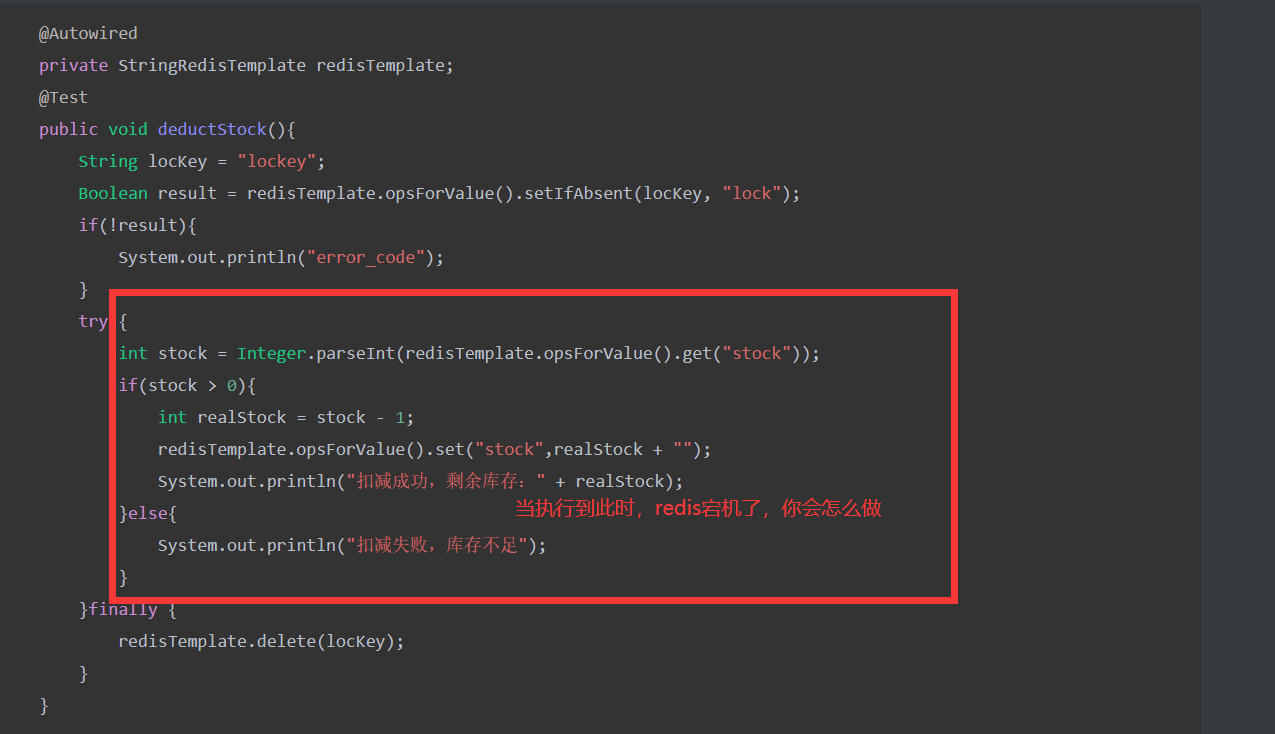 @Autowired
private StringRedisTemplate redisTemplate;
@Test
public void deductStock(){
String locKey = "lockey";
Boolean result = redisTemplate.opsForValue().setIfAbsent(locKey, "lock");
if(!result){
System.out.println("error_code");
}
try {
int stock = Integer.parseInt(redisTemplate.opsForValue().get("stock"));
if(stock > 0){
int realStock = stock - 1;
redisTemplate.opsForValue().set("stock",realStock + "");
System.out.println("扣减成功，剩余库存：" + realStock);
}else{
当执行到此时，redis宕机了，你会怎么做
System.out.println("扣减失败，库存不足");
}
}finally {
redisTemplate.delete(locKey);
}
}